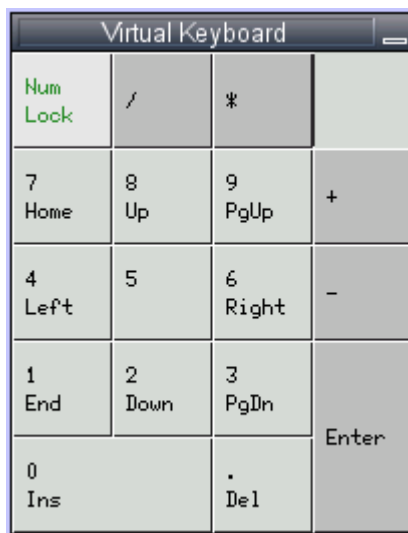 Virtual Keyboard
Num
Lock
/
*
7
Home
8
Up
9
PgUp
+
4
Left
5
6
Right
-
1
End
2
Down
3
PgDn
Enter
0
Ins
.
Del